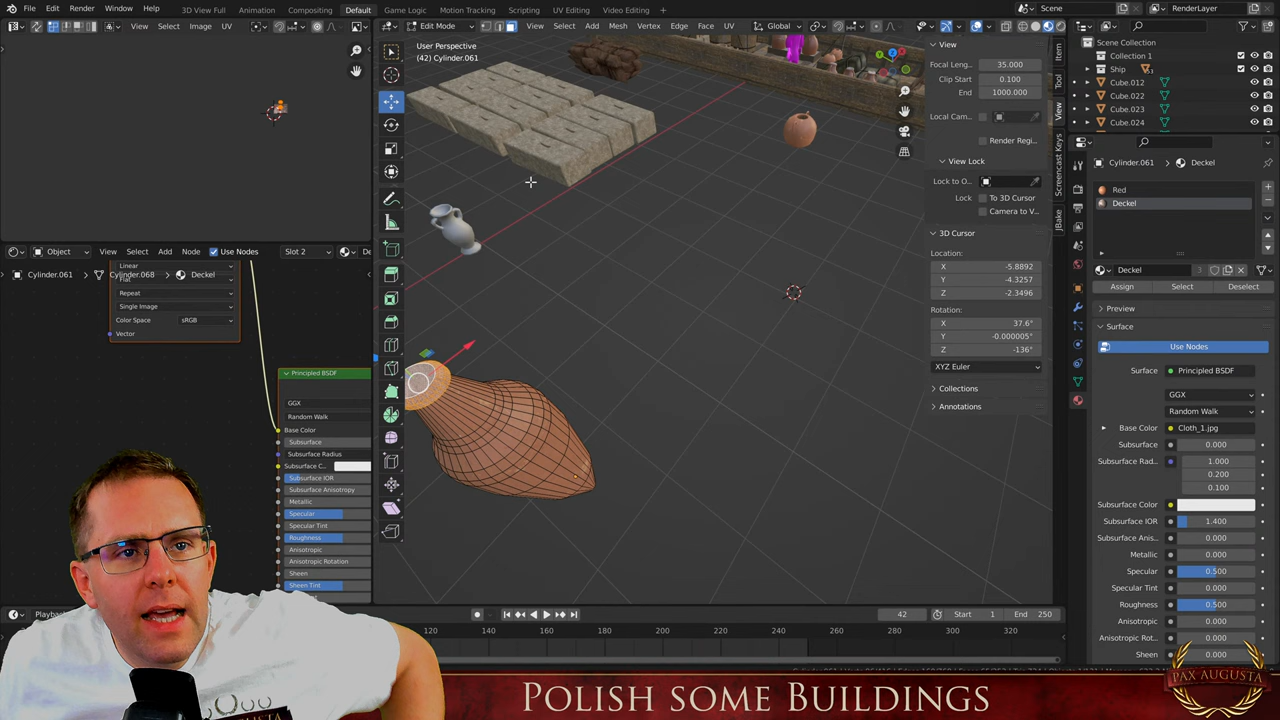 File Edit Render Window Help
3D View Full Animation Compositing Default Game Logic Motion Tracking Scripting UV Editing Video Editing
Scene
RenderLayer
View Select Image UV
Edit Mode
View Select Add Mesh Vertex Edge Face UV
Global
User Perspective
(42) Cylinder.061
View
Focal Leng... 35.000
Clip Start 0.100
End 1000.000
Local Cam...
Render Regi...
View Lock
Lock to O...
Lock To 3D Cursor
Camera to V...
3D Cursor
Location:
X -5.8892
Y -4.3257
Z -2.3496
Rotation:
X 37.6°
Y -0.000005°
Z -136°
XYZ Euler
Collections
Annotations
Item
Tool
View
Screencast Keys
JBake
Scene Collection
Collection 1
Ship
Cube.012
Cube.022
Cube.023
Cube.024
Cylinder.061 Deckel
Red
Deckel
Deckel 3
Assign Select Deselect
Preview
Surface
Use Nodes
Surface Principled BSDF
GGX
Random Walk
Base Color Cloth_1.jpg
Subsurface 0.000
Subsurface Rad... 1.000
0.200
0.100
Subsurface Color
Subsurface IOR 1.400
Subsurface Anis... 0.000
Metallic 0.000
Specular 0.500
Specular Tint 0.000
Roughness 0.500
Anisotropic 0.000
Anisotropic Rot... 0.000
Sheen 0.000
Object View Select Add Node Use Nodes Slot 2 De
Cylinder.061 Cylinder.068 Deckel
Linear
Flat
Repeat
Single Image
Color Space sRGB
Vector
Principled BSDF
GGX
Random Walk
Base Color
Subsurface
Subsurface Radius
Subsurface C...
Subsurface IOR
Subsurface Anisotropy
Metallic
Specular
Specular Tint
Roughness
Anisotropic
Anisotropic Rotation
Sheen
Sheen Tint
42 Start 1 End 250
120 140 160 180 200 220 240 260 280 300 320
Polish some Buildings
PAX AUGUSTA